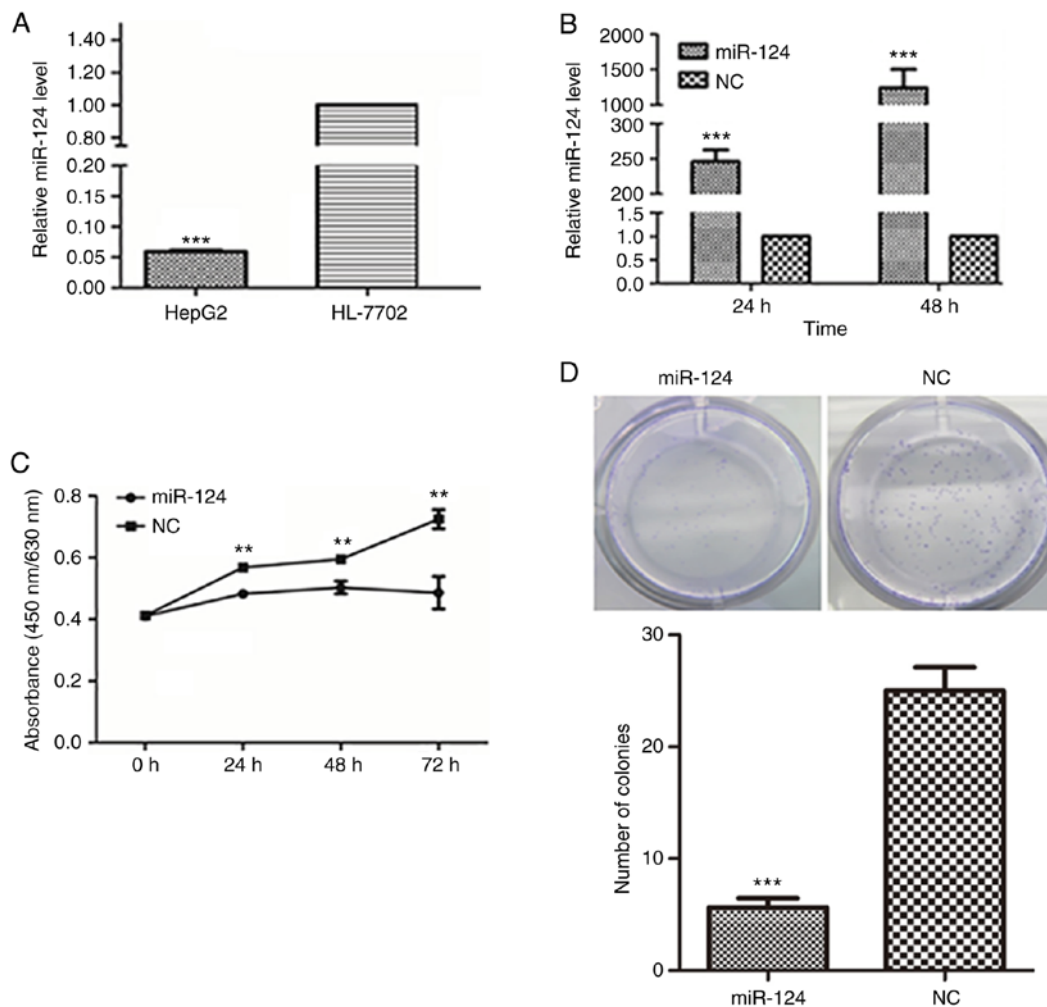 A
Relative miR-124 level
1.40
1.20
1.00
0.80
0.20
0.15
0.10
0.05
0.00
***
HepG2
HL-7702
B
Relative miR-124 level
2000
1500
1000
300
250
200
1.5
1.0
0.5
0.0
miR-124
NC
***
***
24 h
48 h
Time
C
Absorbance (450 nm/630 nm)
0.8
0.6
0.4
0.2
0.0
miR-124
NC
**
**
**
0 h
24 h
48 h
72 h
D
miR-124
NC
Number of colonies
30
20
10
0
***
miR-124
NC